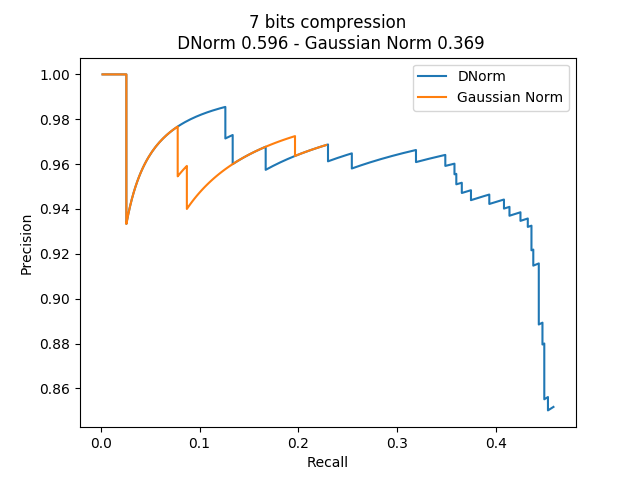 7 bits compression
DNorm 0.596 - Gaussian Norm 0.369
DNorm
Gaussian Norm
1.00
0.98
0.96
0.94
0.92
0.90
0.88
0.86
Precision
0.0
0.1
0.2
0.3
0.4
Recall